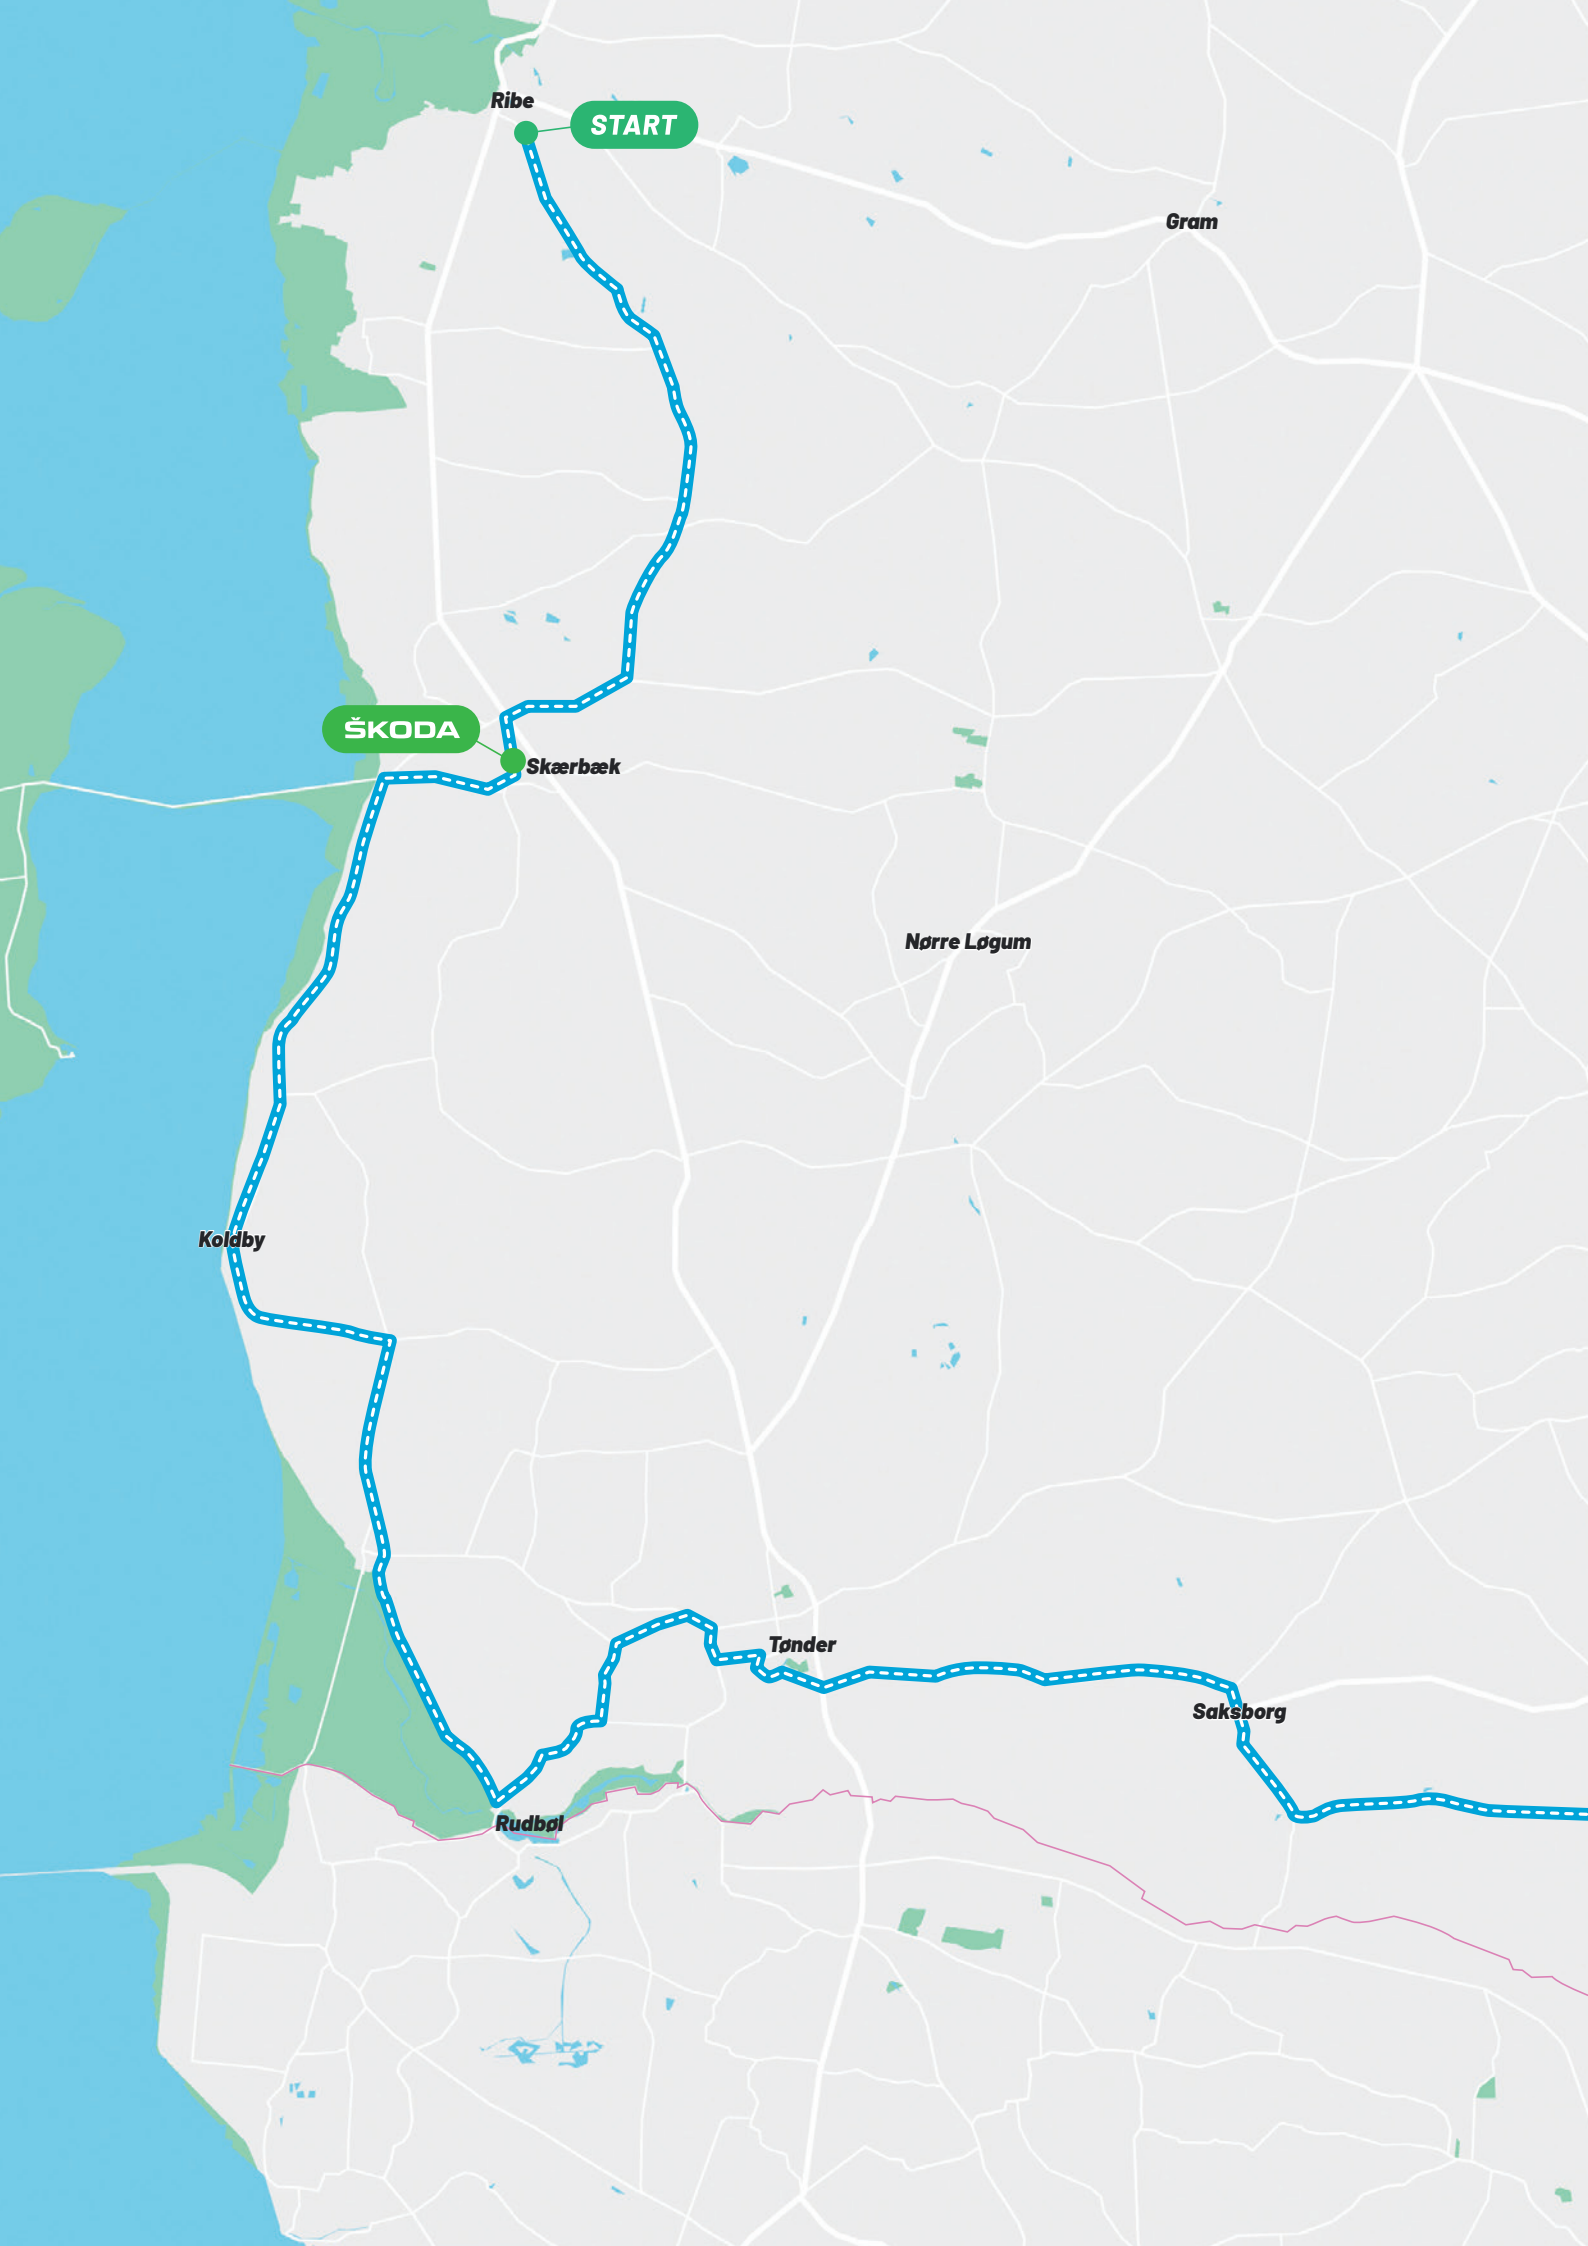 Ribe
START
Gram
ŠKODA
Skærbæk
Nørre Løgum
Koldby
Tønder
Saksborg
Rudbøl